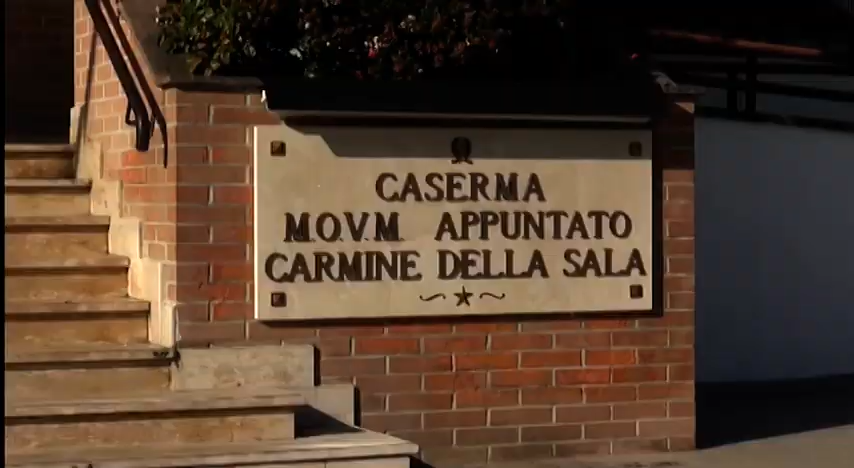 CASERMA
M.O.V.M. APPUNTATO
CARMINE DELLA SALA